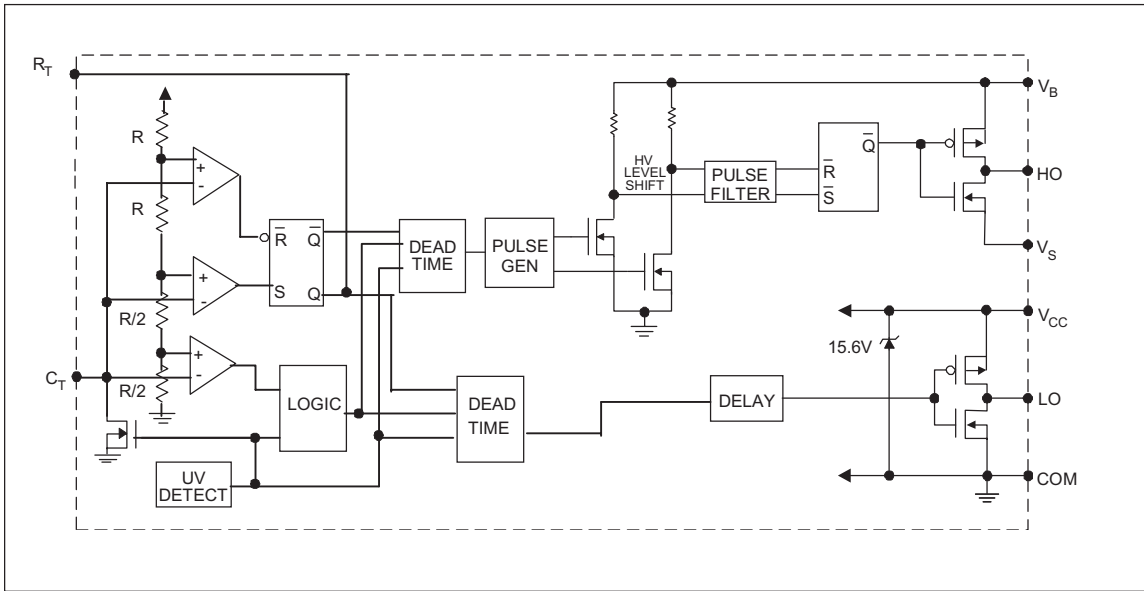 R_T
V_B
R
HV
LEVEL
SHIFT
PULSE
FILTER
R̅
S̅
Q̅
HO
R
R̅ Q̅
S Q
DEAD
TIME
PULSE
GEN
V_S
R/2
15.6V
V_CC
C_T
R/2
LOGIC
DEAD
TIME
DELAY
LO
UV
DETECT
COM
+
-
+
-
+
-